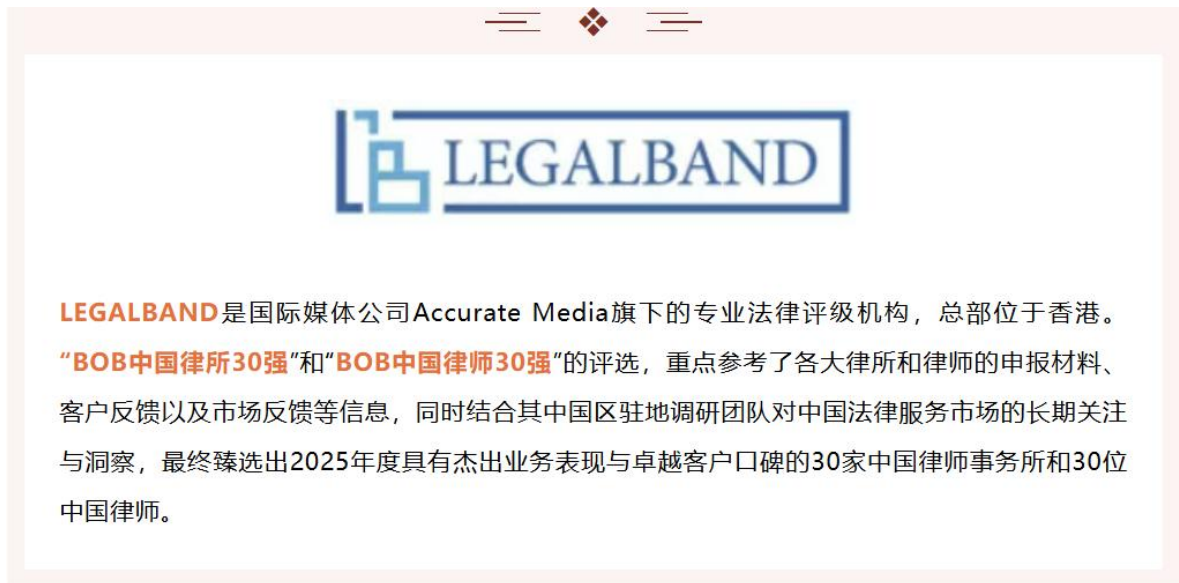 LEGALBAND
LEGALBAND是国际媒体公司Accurate Media旗下的专业法律评级机构，总部位于香港。
“BOB中国律所30强”和“BOB中国律师30强”的评选，重点参考了各大律所和律师的申报材料、
客户反馈以及市场反馈等信息，同时结合其中国区驻地调研团队对中国法律服务市场的长期关注
与洞察，最终臻选出2025年度具有杰出业务表现与卓越客户口碑的30家中国律师事务所和30位
中国律师。